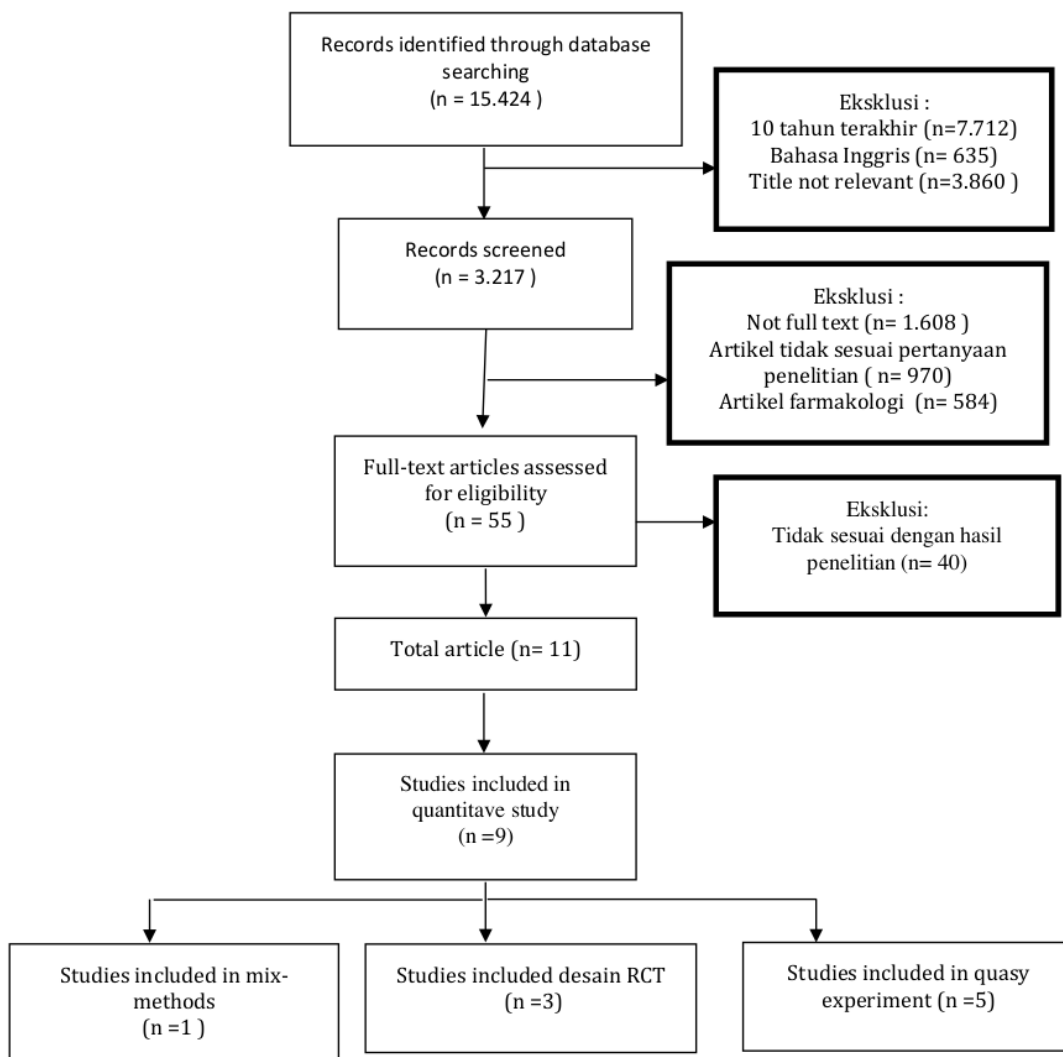 Records identified through database
searching
(n = 15.424 )
Eksklusi :
10 tahun terakhir (n=7.712)
Bahasa Inggris (n= 635)
Title not relevant (n=3.860 )
Records screened
(n = 3.217 )
Eksklusi :
Not full text (n= 1.608 )
Artikel tidak sesuai pertanyaan
penelitian ( n= 970)
Artikel farmakologi (n= 584)
Full-text articles assessed
for eligibility
(n = 55 )
Eksklusi:
Tidak sesuai dengan hasil
penelitian (n= 40)
Total article (n= 11)
Studies included in
quantitave study
(n =9)
Studies included in mix-
methods
(n =1 )
Studies included desain RCT
(n =3)
Studies included in quasy
experiment (n =5)